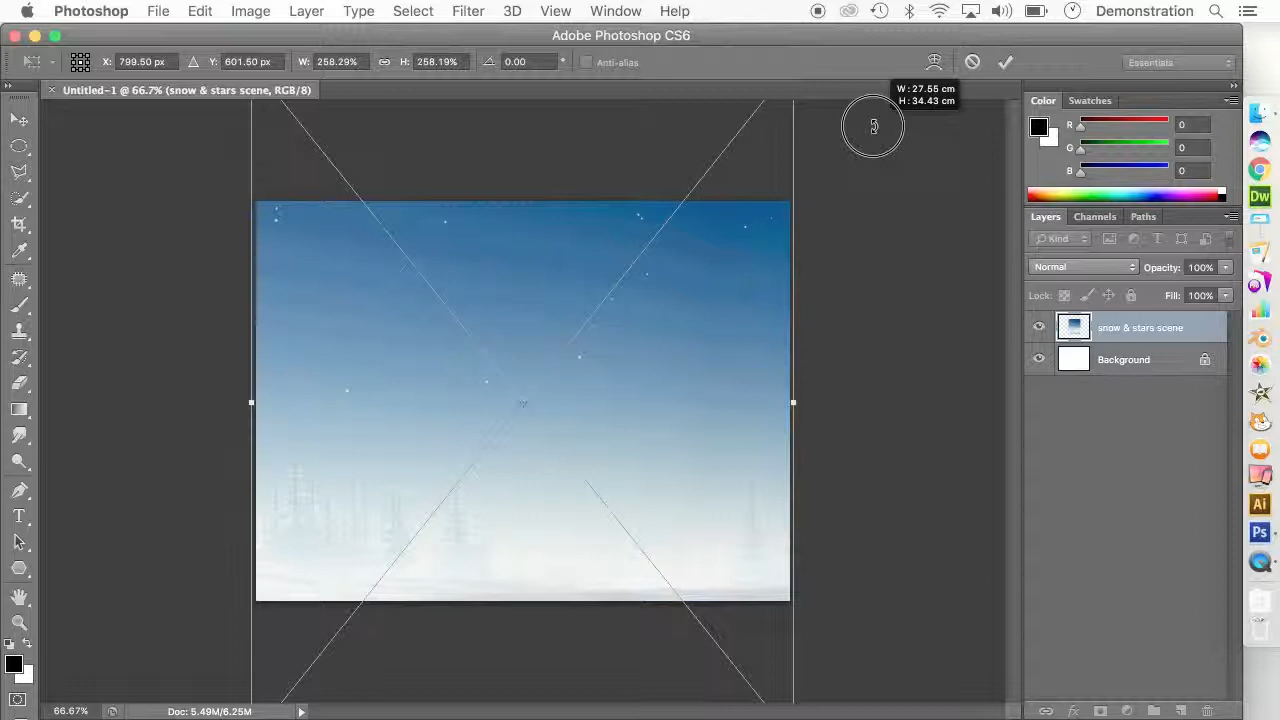 Photoshop File Edit Image Layer Type Select Filter 3D View Window Help Demonstration
Adobe Photoshop CS6
X: 799.50 px Y: 601.50 px W: 258.29% H: 258.19% 0.00 ° Anti-alias Essentials
× Untitled-1 @ 66.7% (snow & stars scene, RGB/8)
W: 27.55 cm
H: 34.43 cm
Color Swatches
R 0
G 0
B 0
Layers Channels Paths
Kind
Normal Opacity: 100%
Lock: Fill: 100%
snow & stars scene
Background
66.67% Doc: 5.49M/6.25M
Dw
Ai
Ps
T
fx